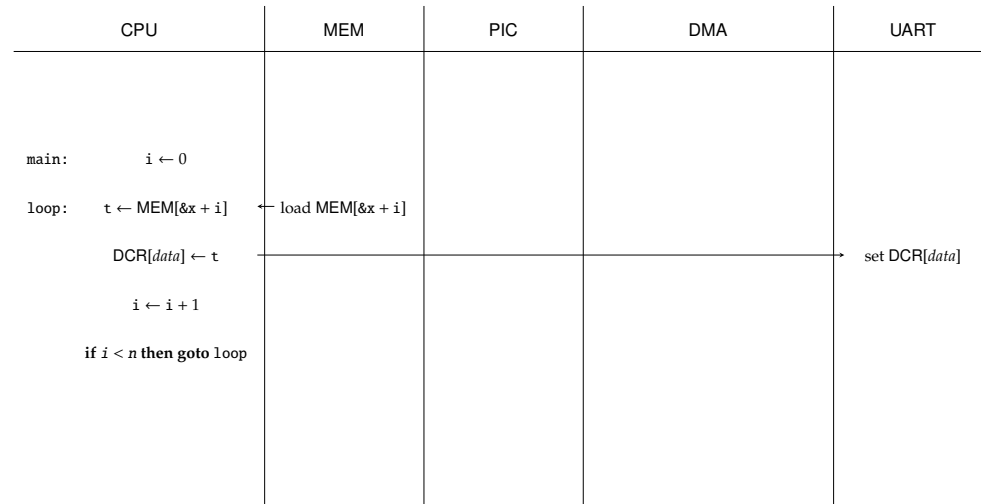 CPU MEM PIC DMA UART
main: i ← 0
loop: t ← MEM[&x + i] ← load MEM[&x + i]
DCR[data] ← t → set DCR[data]
i ← i + 1
if i < n then goto loop